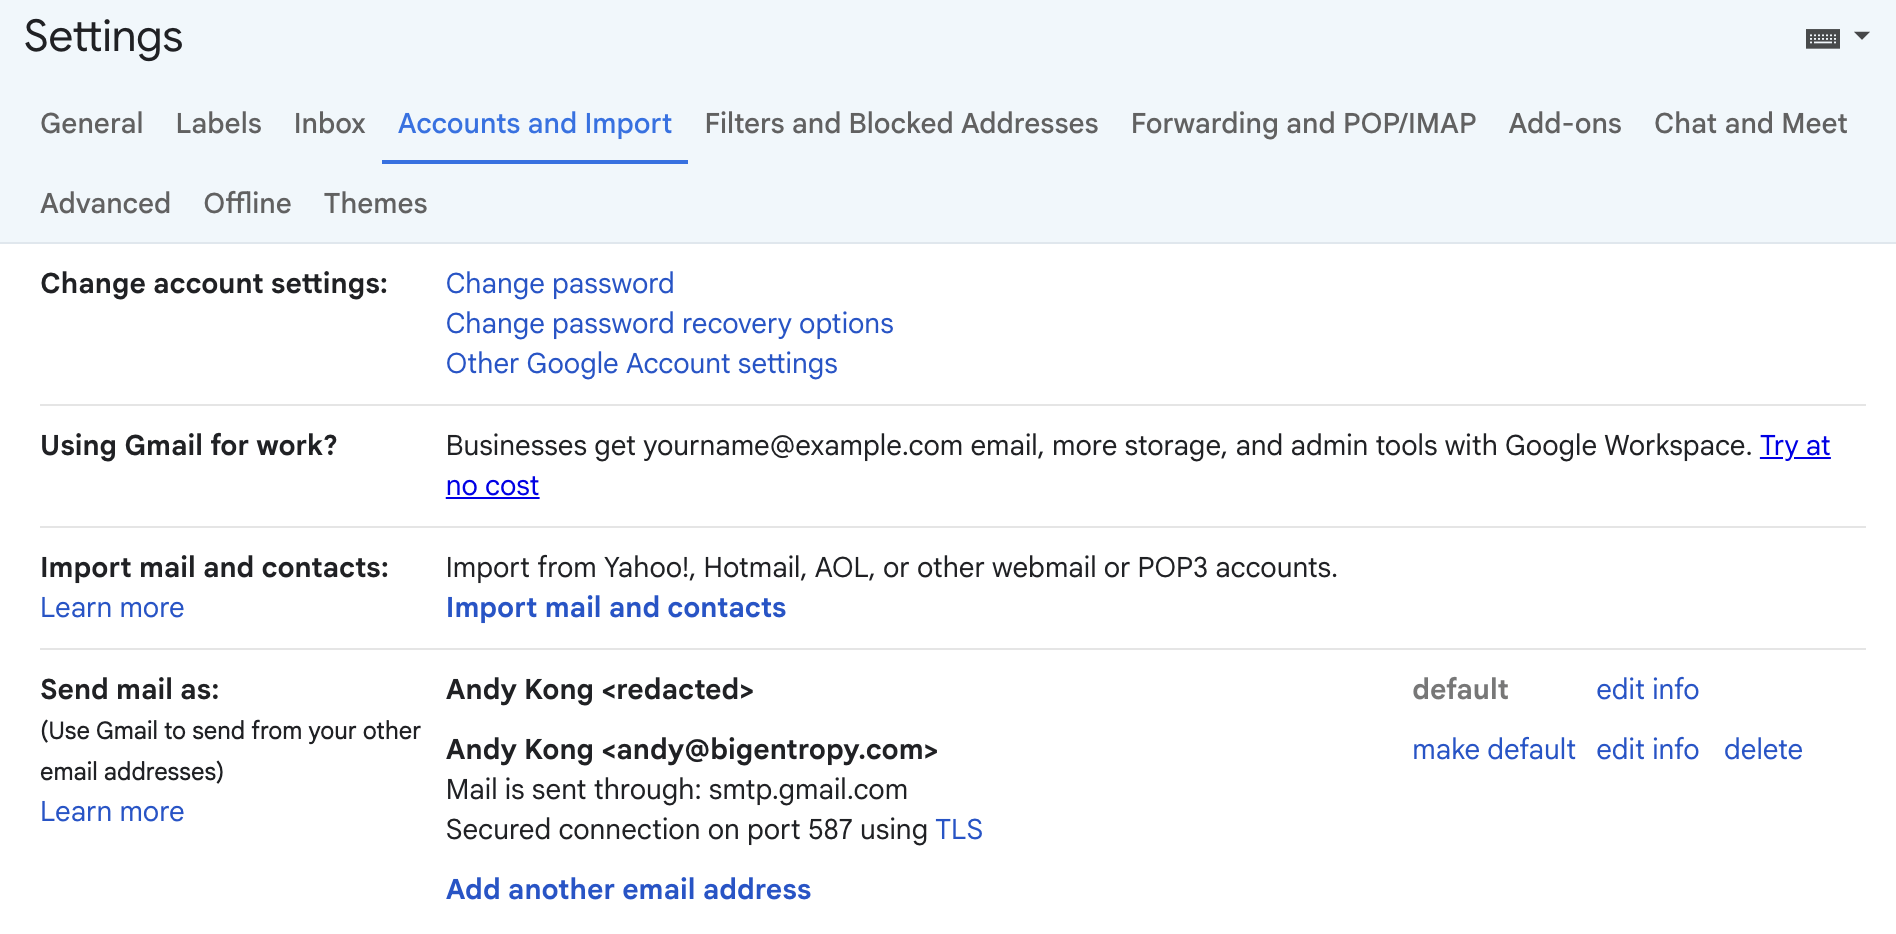 Settings
General Labels Inbox Accounts and Import Filters and Blocked Addresses Forwarding and POP/IMAP Add-ons Chat and Meet
Advanced Offline Themes
Change account settings: Change password
Change password recovery options
Other Google Account settings
Using Gmail for work? Businesses get yourname@example.com email, more storage, and admin tools with Google Workspace. Try at
no cost
Import mail and contacts: Import from Yahoo!, Hotmail, AOL, or other webmail or POP3 accounts.
Learn more Import mail and contacts
Send mail as: Andy Kong <redacted> default edit info
(Use Gmail to send from your other
email addresses)
Learn more
Andy Kong <andy@bigentropy.com> make default edit info delete
Mail is sent through: smtp.gmail.com
Secured connection on port 587 using TLS
Add another email address